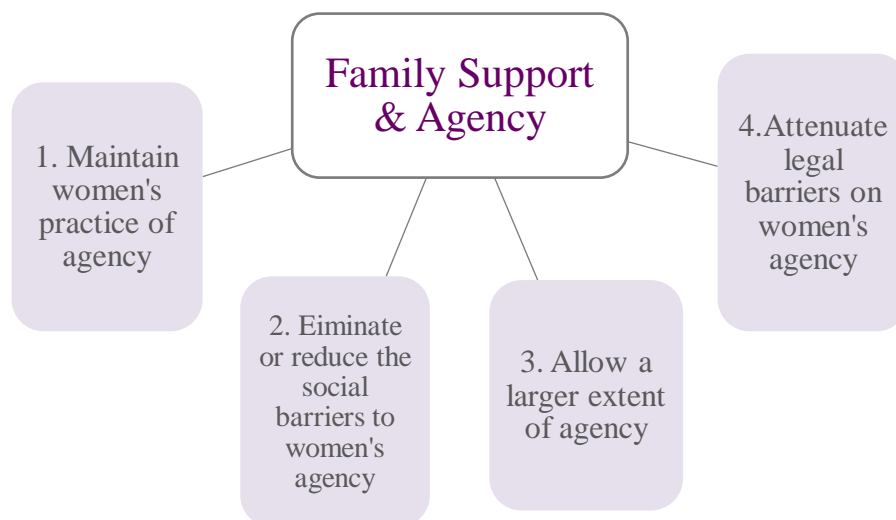 Family Support
& Agency
1. Maintain
women's
practice of
agency
2. Eiminate
or reduce the
social
barriers to
women's
agency
3. Allow a
larger extent
of agency
4.Attenuate
legal
barriers on
women's
agency